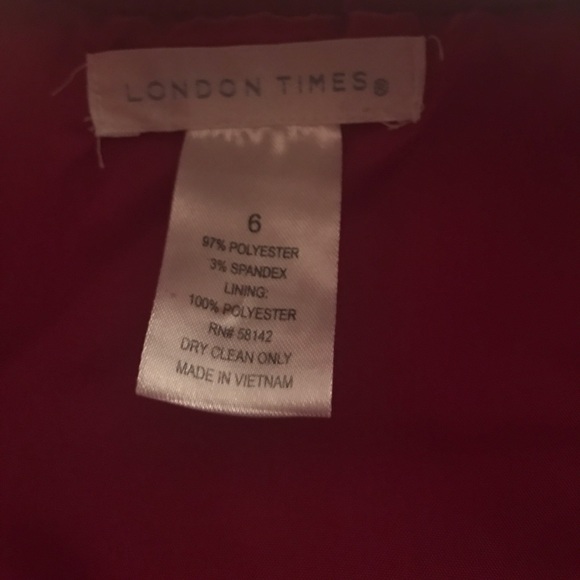 LONDON TIMES®
6
97% POLYESTER
3% SPANDEX
LINING:
100% POLYESTER
RN# 58142
DRY CLEAN ONLY
MADE IN VIETNAM